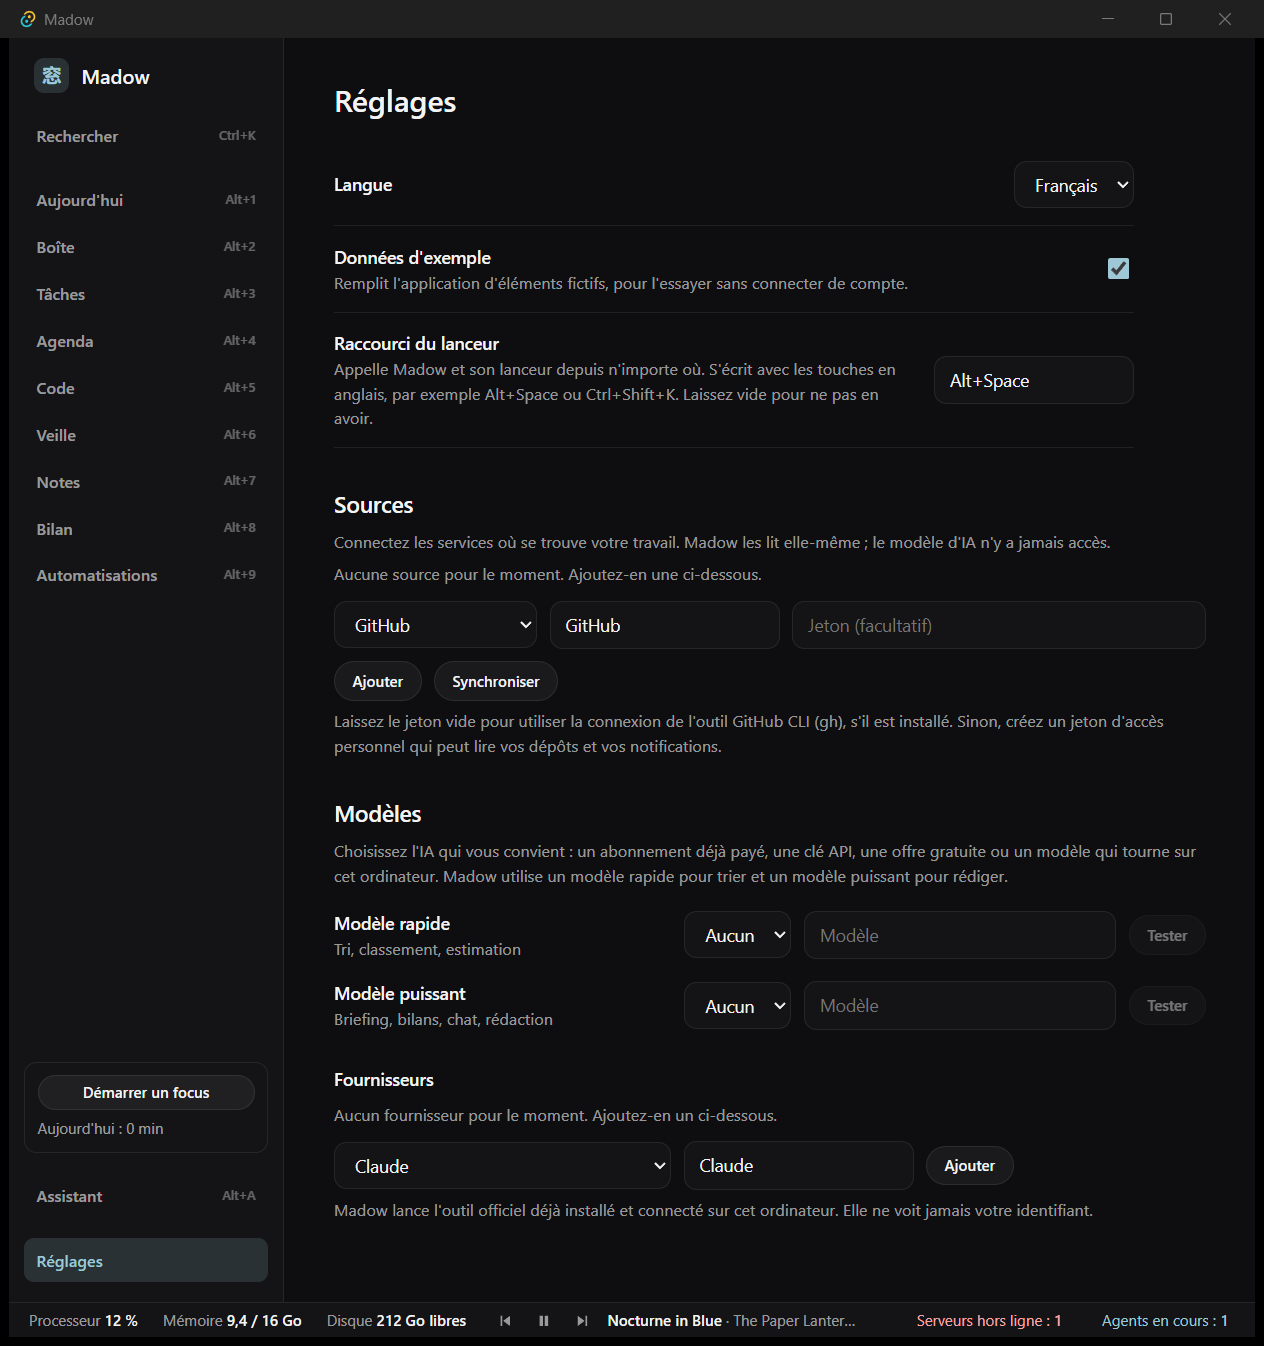 Madow
窓 Madow
Rechercher Ctrl+K
Aujourd'hui Alt+1
Boîte Alt+2
Tâches Alt+3
Agenda Alt+4
Code Alt+5
Veille Alt+6
Notes Alt+7
Bilan Alt+8
Automatisations Alt+9
Démarrer un focus
Aujourd'hui : 0 min
Assistant Alt+A
Réglages
Réglages
Langue Français
Données d'exemple
Remplit l'application d'éléments fictifs, pour l'essayer sans connecter de compte.
Raccourci du lanceur
Appelle Madow et son lanceur depuis n'importe où. S'écrit avec les touches en
anglais, par exemple Alt+Space ou Ctrl+Shift+K. Laissez vide pour ne pas en
avoir.
Alt+Space
Sources
Connectez les services où se trouve votre travail. Madow les lit elle-même ; le modèle d'IA n'y a jamais accès.
Aucune source pour le moment. Ajoutez-en une ci-dessous.
GitHub GitHub Jeton (facultatif)
Ajouter Synchroniser
Laissez le jeton vide pour utiliser la connexion de l'outil GitHub CLI (gh), s'il est installé. Sinon, créez un jeton d'accès
personnel qui peut lire vos dépôts et vos notifications.
Modèles
Choisissez l'IA qui vous convient : un abonnement déjà payé, une clé API, une offre gratuite ou un modèle qui tourne sur
cet ordinateur. Madow utilise un modèle rapide pour trier et un modèle puissant pour rédiger.
Modèle rapide
Tri, classement, estimation
Aucun Modèle Tester
Modèle puissant
Briefing, bilans, chat, rédaction
Aucun Modèle Tester
Fournisseurs
Aucun fournisseur pour le moment. Ajoutez-en un ci-dessous.
Claude Claude Ajouter
Madow lance l'outil officiel déjà installé et connecté sur cet ordinateur. Elle ne voit jamais votre identifiant.
Processeur 12 % Mémoire 9,4 / 16 Go Disque 212 Go libres Nocturne in Blue · The Paper Lanter... Serveurs hors ligne : 1 Agents en cours : 1